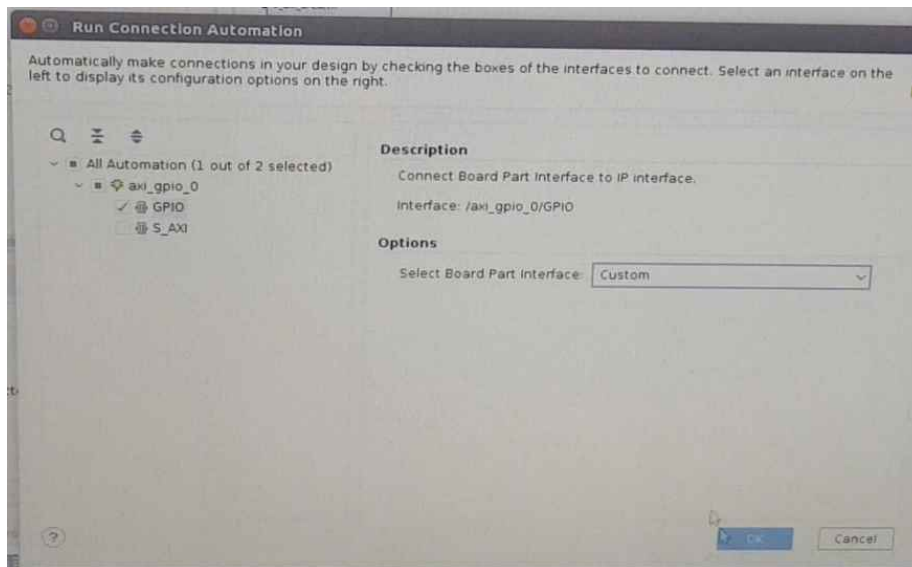 Run Connection Automation
Automatically make connections in your design by checking the boxes of the interfaces to connect. Select an interface on the
left to display its configuration options on the right.
All Automation (1 out of 2 selected)
axi_gpio_0
GPIO
S_AXI
Description
Connect Board Part Interface to IP interface.
Interface: /axi_gpio_0/GPIO
Options
Select Board Part Interface: Custom
?
OK Cancel